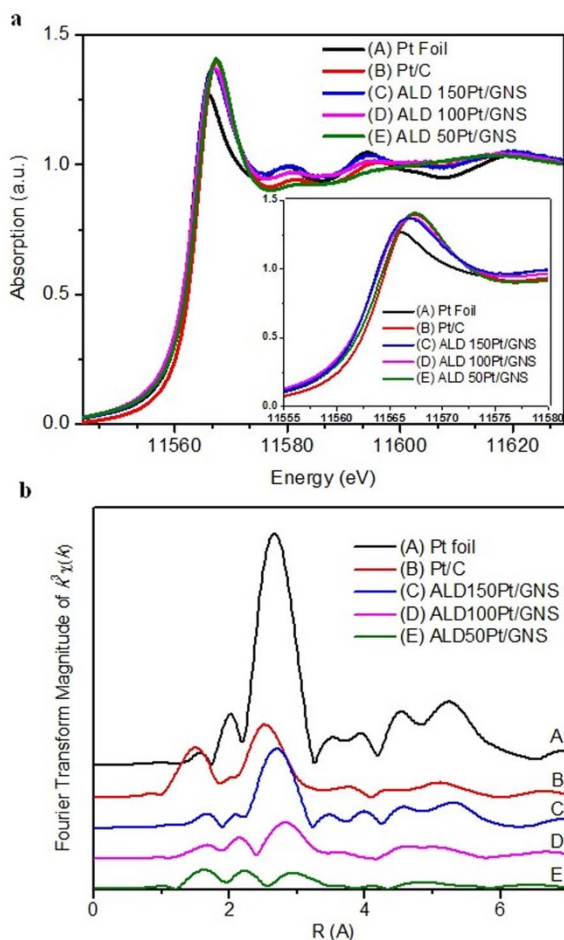 a
1.5
1.0
0.5
0.0
Absorption (a.u.)
(A) Pt Foil
(B) Pt/C
(C) ALD 150Pt/GNS
(D) ALD 100Pt/GNS
(E) ALD 50Pt/GNS
1.5
1.0
0.5
0.0
(A) Pt Foil
(B) Pt/C
(C) ALD 150Pt/GNS
(D) ALD 100Pt/GNS
(E) ALD 50Pt/GNS
11555 11560 11565 11570 11575 11580
11560 11580 11600 11620
Energy (eV)
b
Fourier Transform Magnitude of k³χ(k)
(A) Pt foil
(B) Pt/C
(C) ALD150Pt/GNS
(D) ALD100Pt/GNS
(E) ALD50Pt/GNS
A
B
C
D
E
0 2 4 6
R (A)